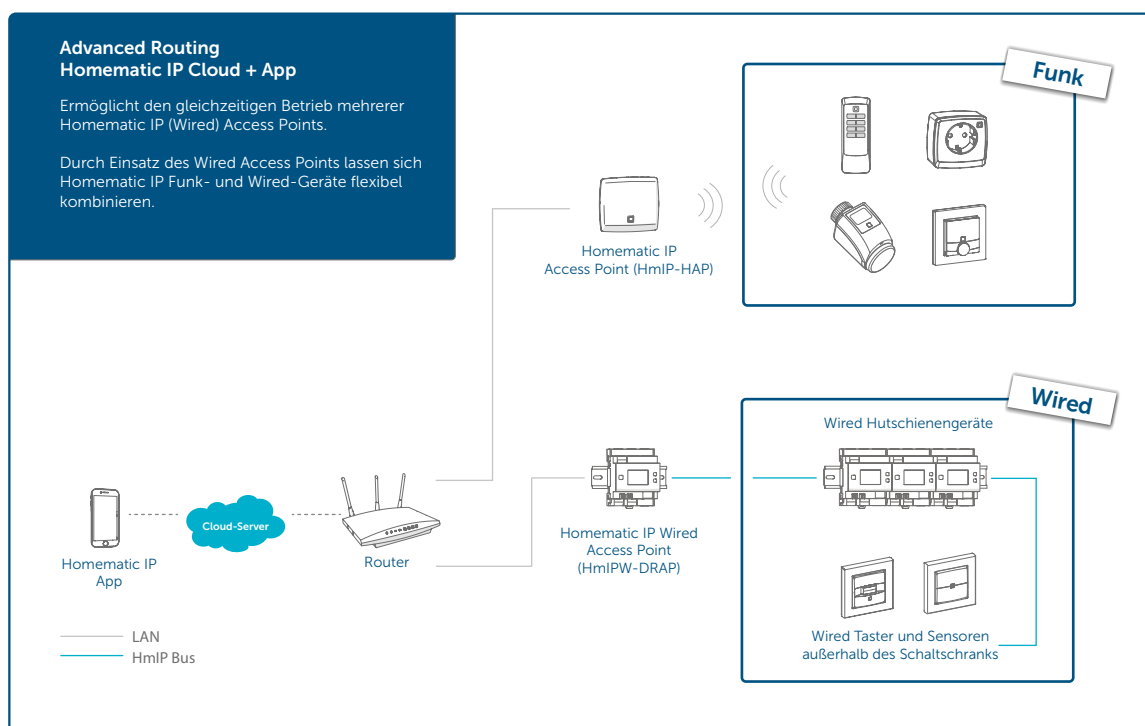 Advanced Routing
Homematic IP Cloud + App
Ermöglicht den gleichzeitigen Betrieb mehrerer
Homematic IP (Wired) Access Points.
Durch Einsatz des Wired Access Points lassen sich
Homematic IP Funk- und Wired-Geräte flexibel
kombinieren.
Funk
Homematic IP
Access Point (HmIP-HAP)
Wired
Wired Hutschienengeräte
Cloud-Server
Homematic IP
App
Router
Homematic IP Wired
Access Point
(HmIPW-DRAP)
Wired Taster und Sensoren
außerhalb des Schaltschranks
LAN
HmIP Bus